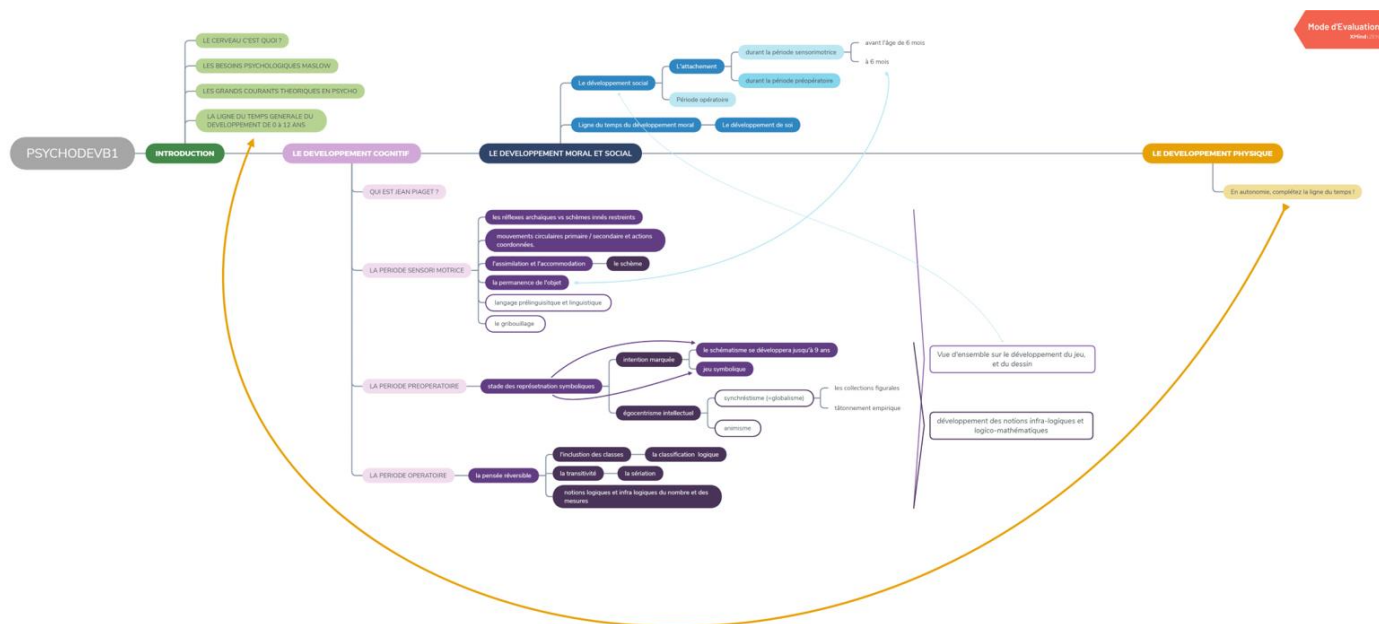 Mode d'Evaluation
XMind:ZEN
PSYCHODEVB1
INTRODUCTION
LE CERVEAU C'EST QUOI ?
LES BESOINS PSYCHOLOGIQUES MASLOW
LES GRANDS COURANTS THEORIQUES EN PSYCHO
LA LIGNE DU TEMPS GENERALE DU
DEVELOPPEMENT DE 0 à 12 ANS
LE DEVELOPPEMENT COGNITIF
QUI EST JEAN PIAGET ?
LA PERIODE SENSORI MOTRICE
les réflexes archaïques vs schèmes innés restreints
mouvements circulaires primaire / secondaire et actions
coordonnées.
l'assimilation et l'accommodation
le schème
la permanence de l'objet
langage prélinguisitque et linguistique
le gribouillage
LA PERIODE PREOPERATOIRE
stade des représetnation symboliques
intention marquée
le schématisme se développera jusqu'à 9 ans
jeu symbolique
égocentrisme intellectuel
synchréstisme (=globalisme)
les collections figurales
tâtonnement empirique
animisme
LA PERIODE OPERATOIRE
la periode réversible
l'inclustion des classes
la classification logique
la transitivité
la sériation
notions logiques et infra logiques du nombre et des
mesures
Vue d'ensemble sur le développement du jeu,
et du dessin
développement des notions infra-logiques et
logico-mathématiques
LE DEVELOPPEMENT MORAL ET SOCIAL
Le développement social
L'attachement
durant la période sensorimotrice
avant l'âge de 6 mois
à 6 mois
durant la période préopératoire
Période opératoire
Ligne du temps du développement moral
Le développement de soi
LE DEVELOPPEMENT PHYSIQUE
En autonomie, complétez la ligne du temps !